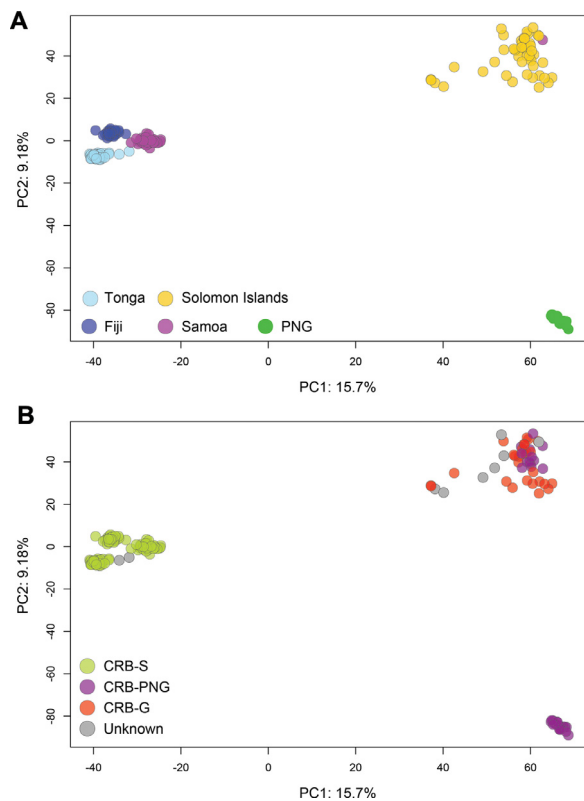 A
40
20
0
-20
-40
-60
-80
PC2: 9.18%
Tonga Solomon Islands
Fiji Samoa PNG
-40 -20 0 20 40 60
PC1: 15.7%
B
40
20
0
-20
-40
-60
-80
PC2: 9.18%
CRB-S
CRB-PNG
CRB-G
Unknown
-40 -20 0 20 40 60
PC1: 15.7%